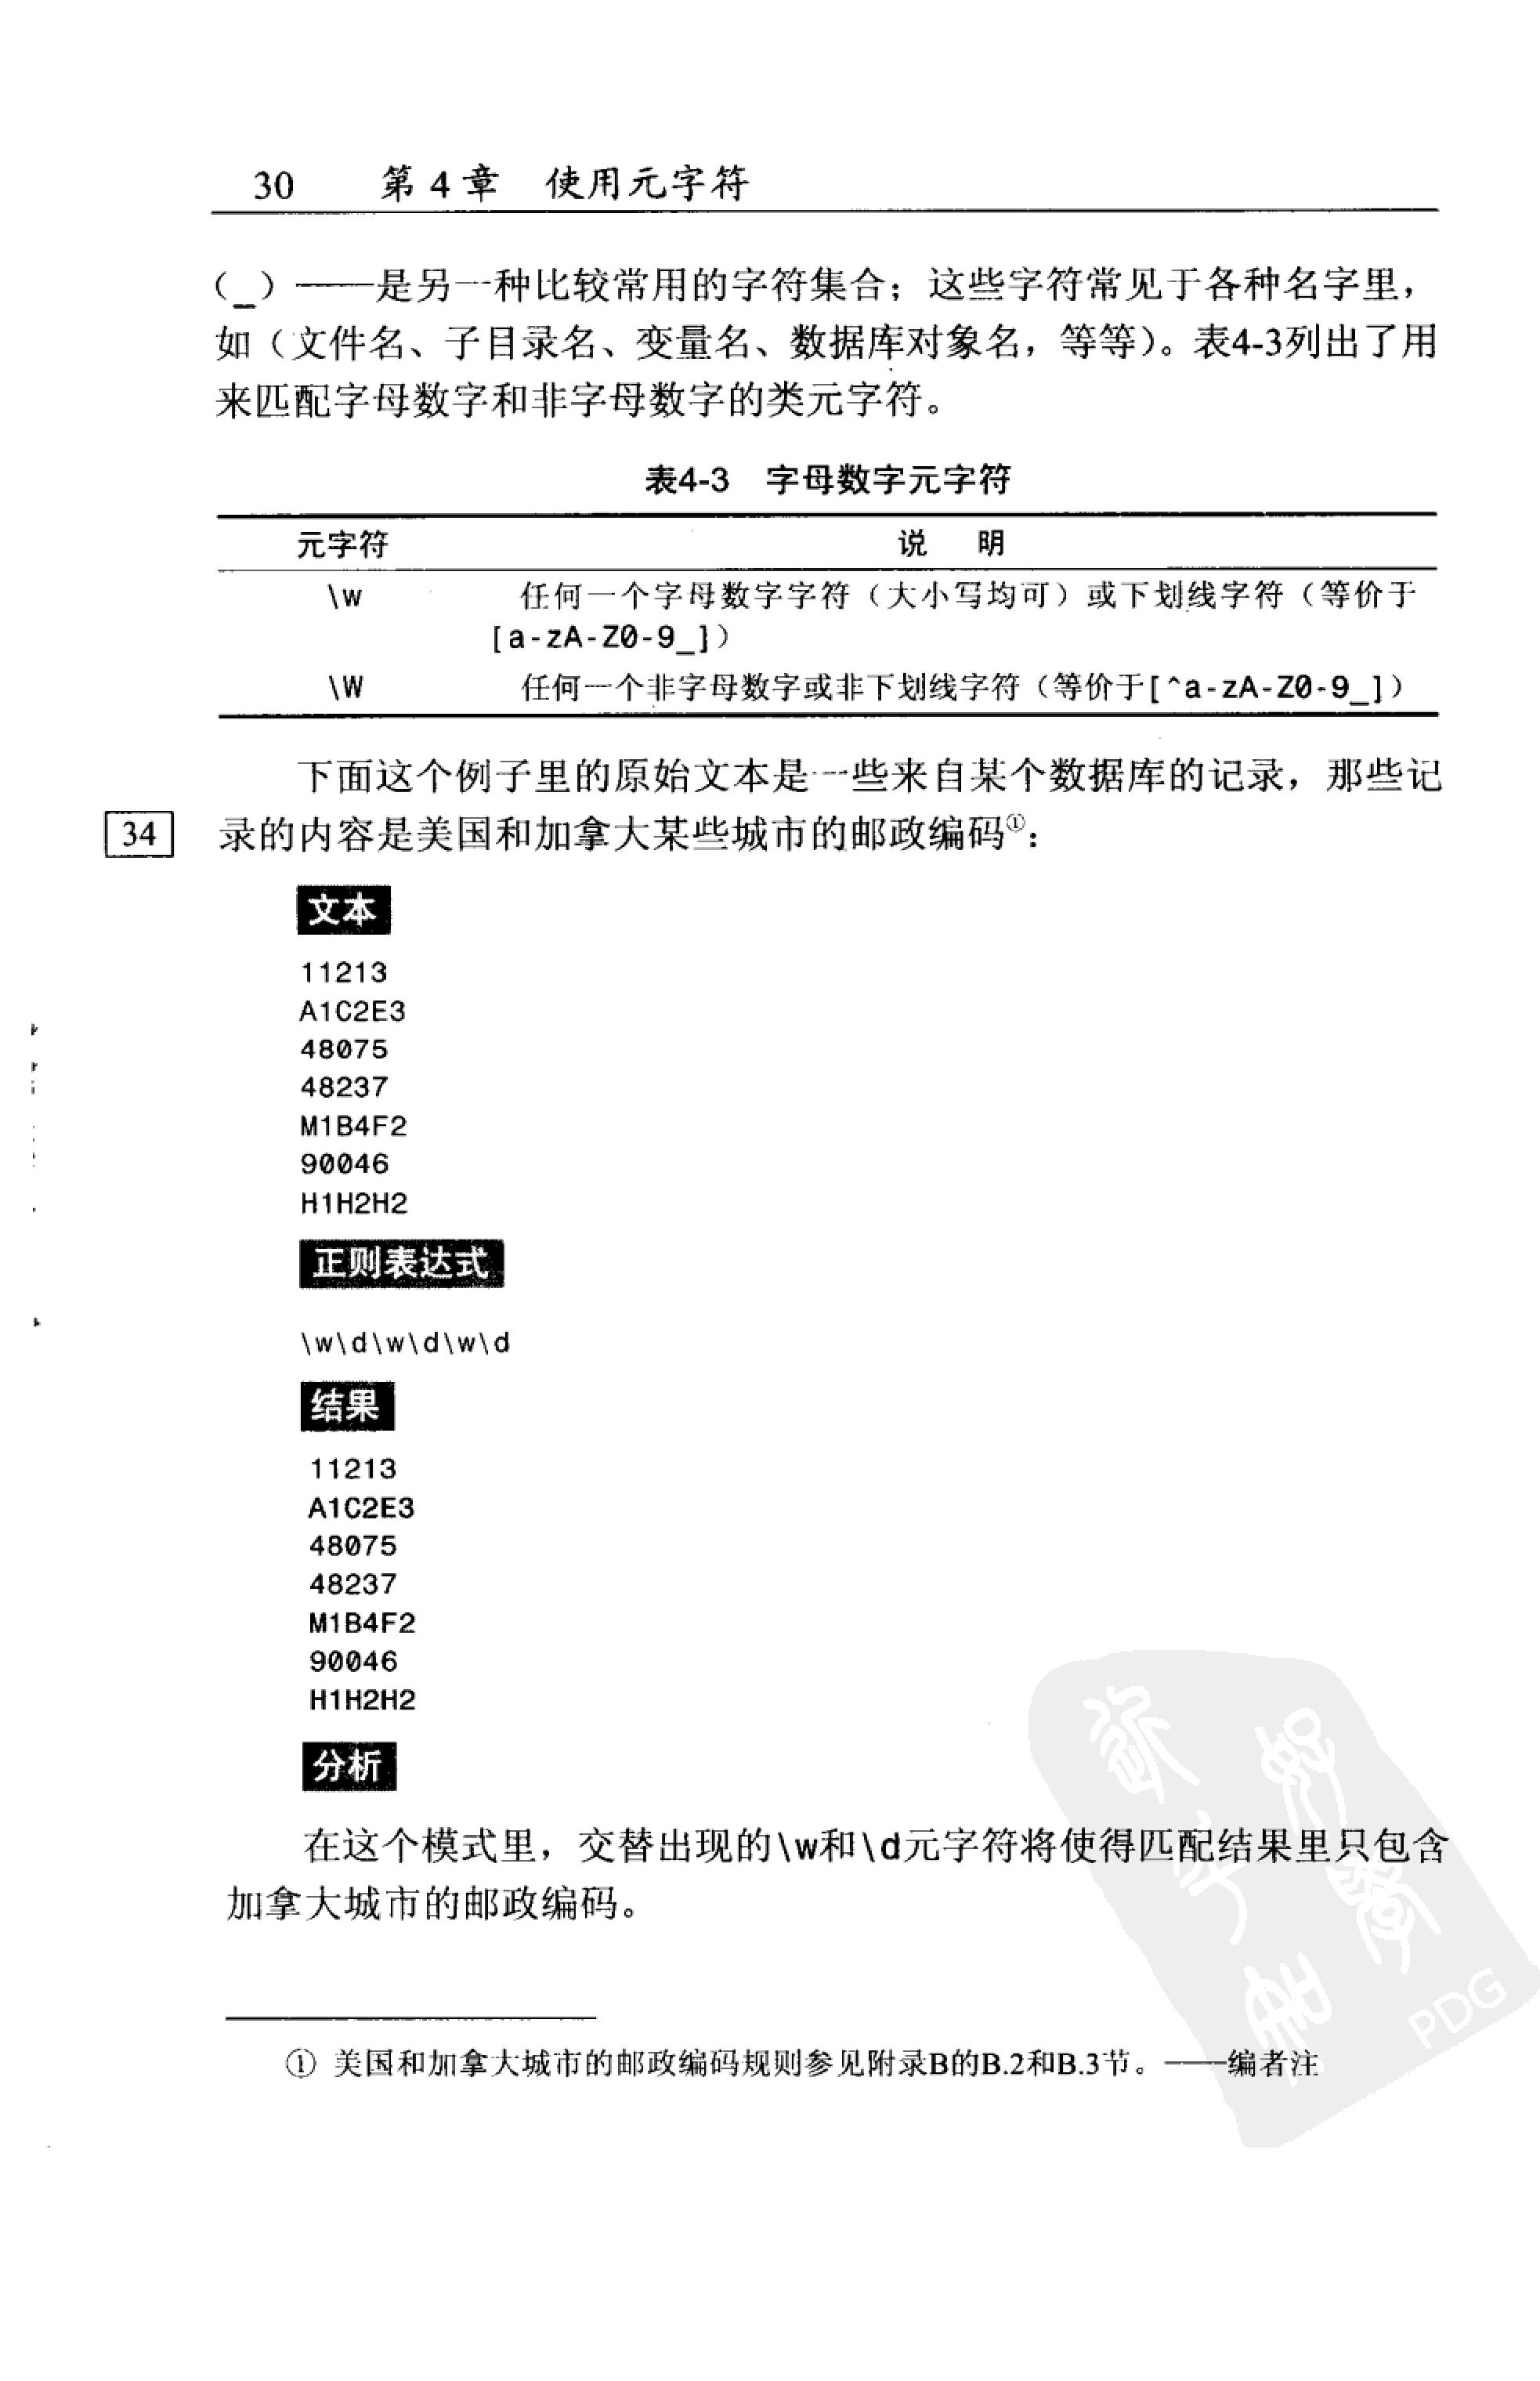 30 第 4 章 使用元字符
(_)——是另一种比较常用的字符集合；这些字符常见于各种名字里，
如（文件名、子目录名、变量名、数据库对象名，等等）。表4-3列出了用
来匹配字母数字和非字母数字的类元字符。
表4-3 字母数字元字符
元字符 说 明
\w 任何一个字母数字字符（大小写均可）或下划线字符（等价于
[a-zA-Z0-9_]）
\W 任何一个非字母数字或非下划线字符（等价于[^a-zA-Z0-9_]）
下面这个例子里的原始文本是一些来自某个数据库的记录，那些记
34 录的内容是美国和加拿大某些城市的邮政编码①：
文本
11213
A1C2E3
48075
48237
M1B4F2
90046
H1H2H2
正则表达式
\w\d\w\d\w\d
结果
11213
A1C2E3
48075
48237
M1B4F2
90046
H1H2H2
分析
在这个模式里，交替出现的\w和\d元字符将使得匹配结果里只包含
加拿大城市的邮政编码。
① 美国和加拿大城市的邮政编码规则参见附录B的B.2和B.3节。——编者注
PDG